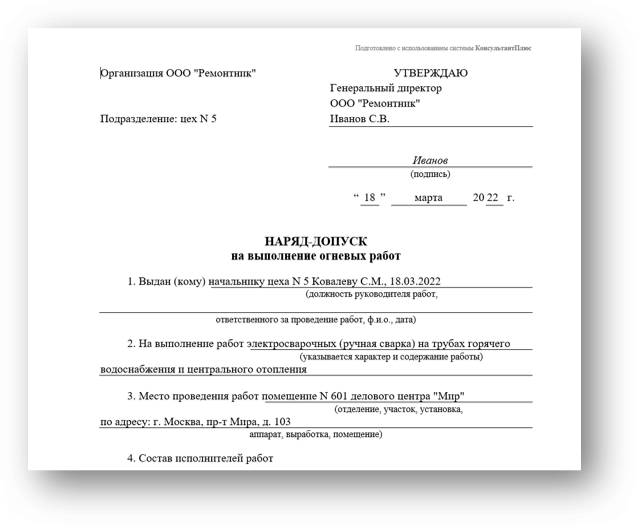 Подготовлено с использованием системы КонсультантПлюс
Организация ООО "Ремонтник"
УТВЕРЖДАЮ
Генеральный директор
ООО "Ремонтник"
Подразделение: цех N 5
Иванов С.В.
Иванов
(подпись)
“ 18 ” марта 20 22 г.
НАРЯД-ДОПУСК
на выполнение огневых работ
1. Выдан (кому) начальнику цеха N 5 Ковалеву С.М., 18.03.2022
(должность руководителя работ,
ответственного за проведение работ, ф.и.о., дата)
2. На выполнение работ электросварочных (ручная сварка) на трубах горячего
(указывается характер и содержание работы)
водоснабжения и центрального отопления
3. Место проведения работ помещение N 601 делового центра "Мир"
(отделение, участок, установка,
по адресу: г. Москва, пр-т Мира, д. 103
аппарат, выработка, помещение)
4. Состав исполнителей работ